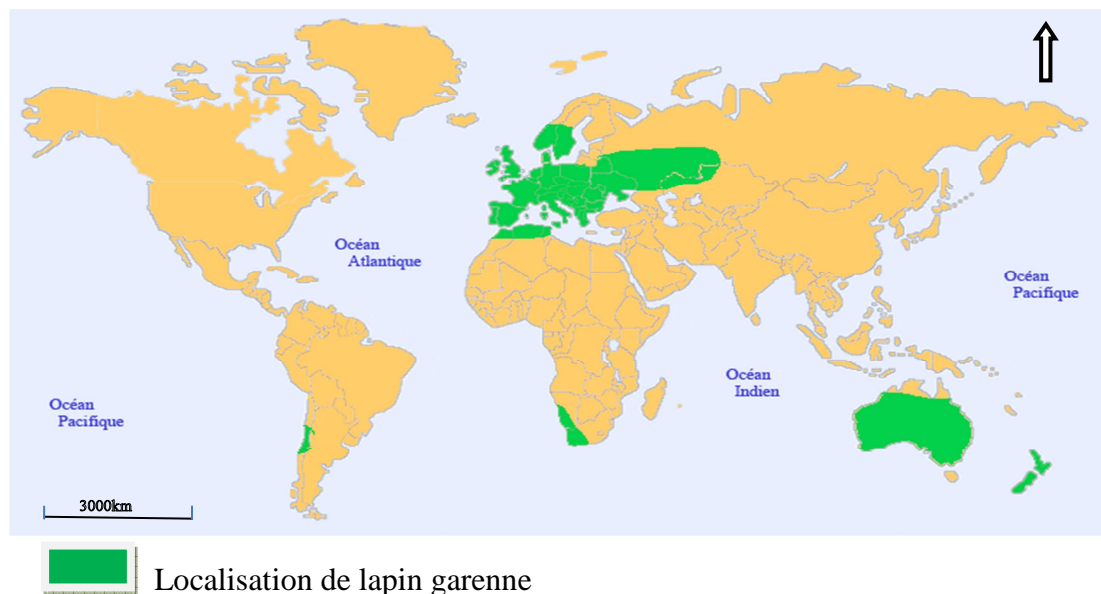 Océan
Atlantique
Océan
Pacifique
Océan
Indien
Océan
Pacifique
3000km
Localisation de lapin garenne